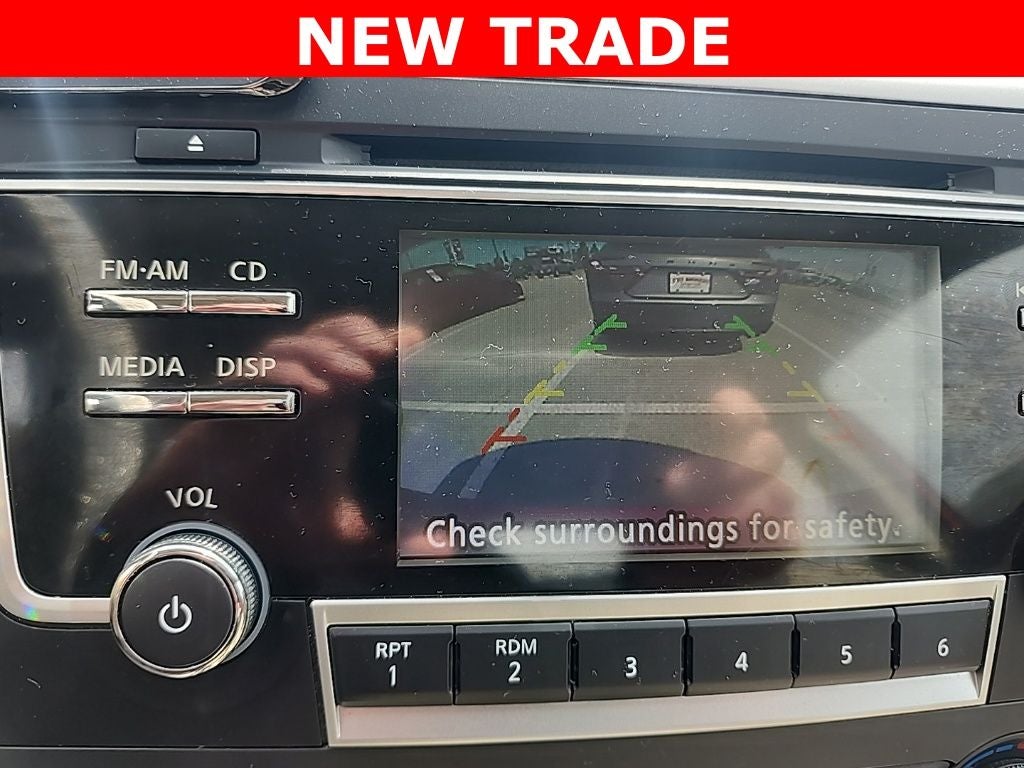 NEW TRADE
FM·AM CD
MEDIA DISP
VOL
Check surroundings for safety.
RPT RDM
1 2 3 4 5 6